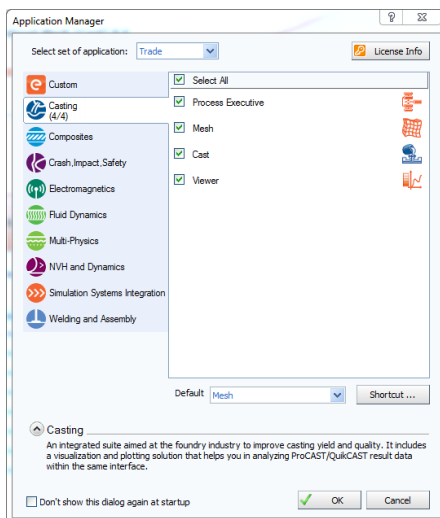 Application Manager
Select set of application: Trade
License Info
Custom
Casting
(4/4)
Composites
Crash,Impact,Safety
Electromagnetics
Fluid Dynamics
Multi-Physics
NVH and Dynamics
Simulation Systems Integration
Welding and Assembly
Select All
Process Executive
Mesh
Cast
Viewer
Default Mesh
Shortcut ...
Casting
An integrated suite aimed at the foundry industry to improve casting yield and quality. It includes
a visualization and plotting solution that helps you in analyzing ProCAST/QuikCAST result data
within the same interface.
Don't show this dialog again at startup
OK
Cancel